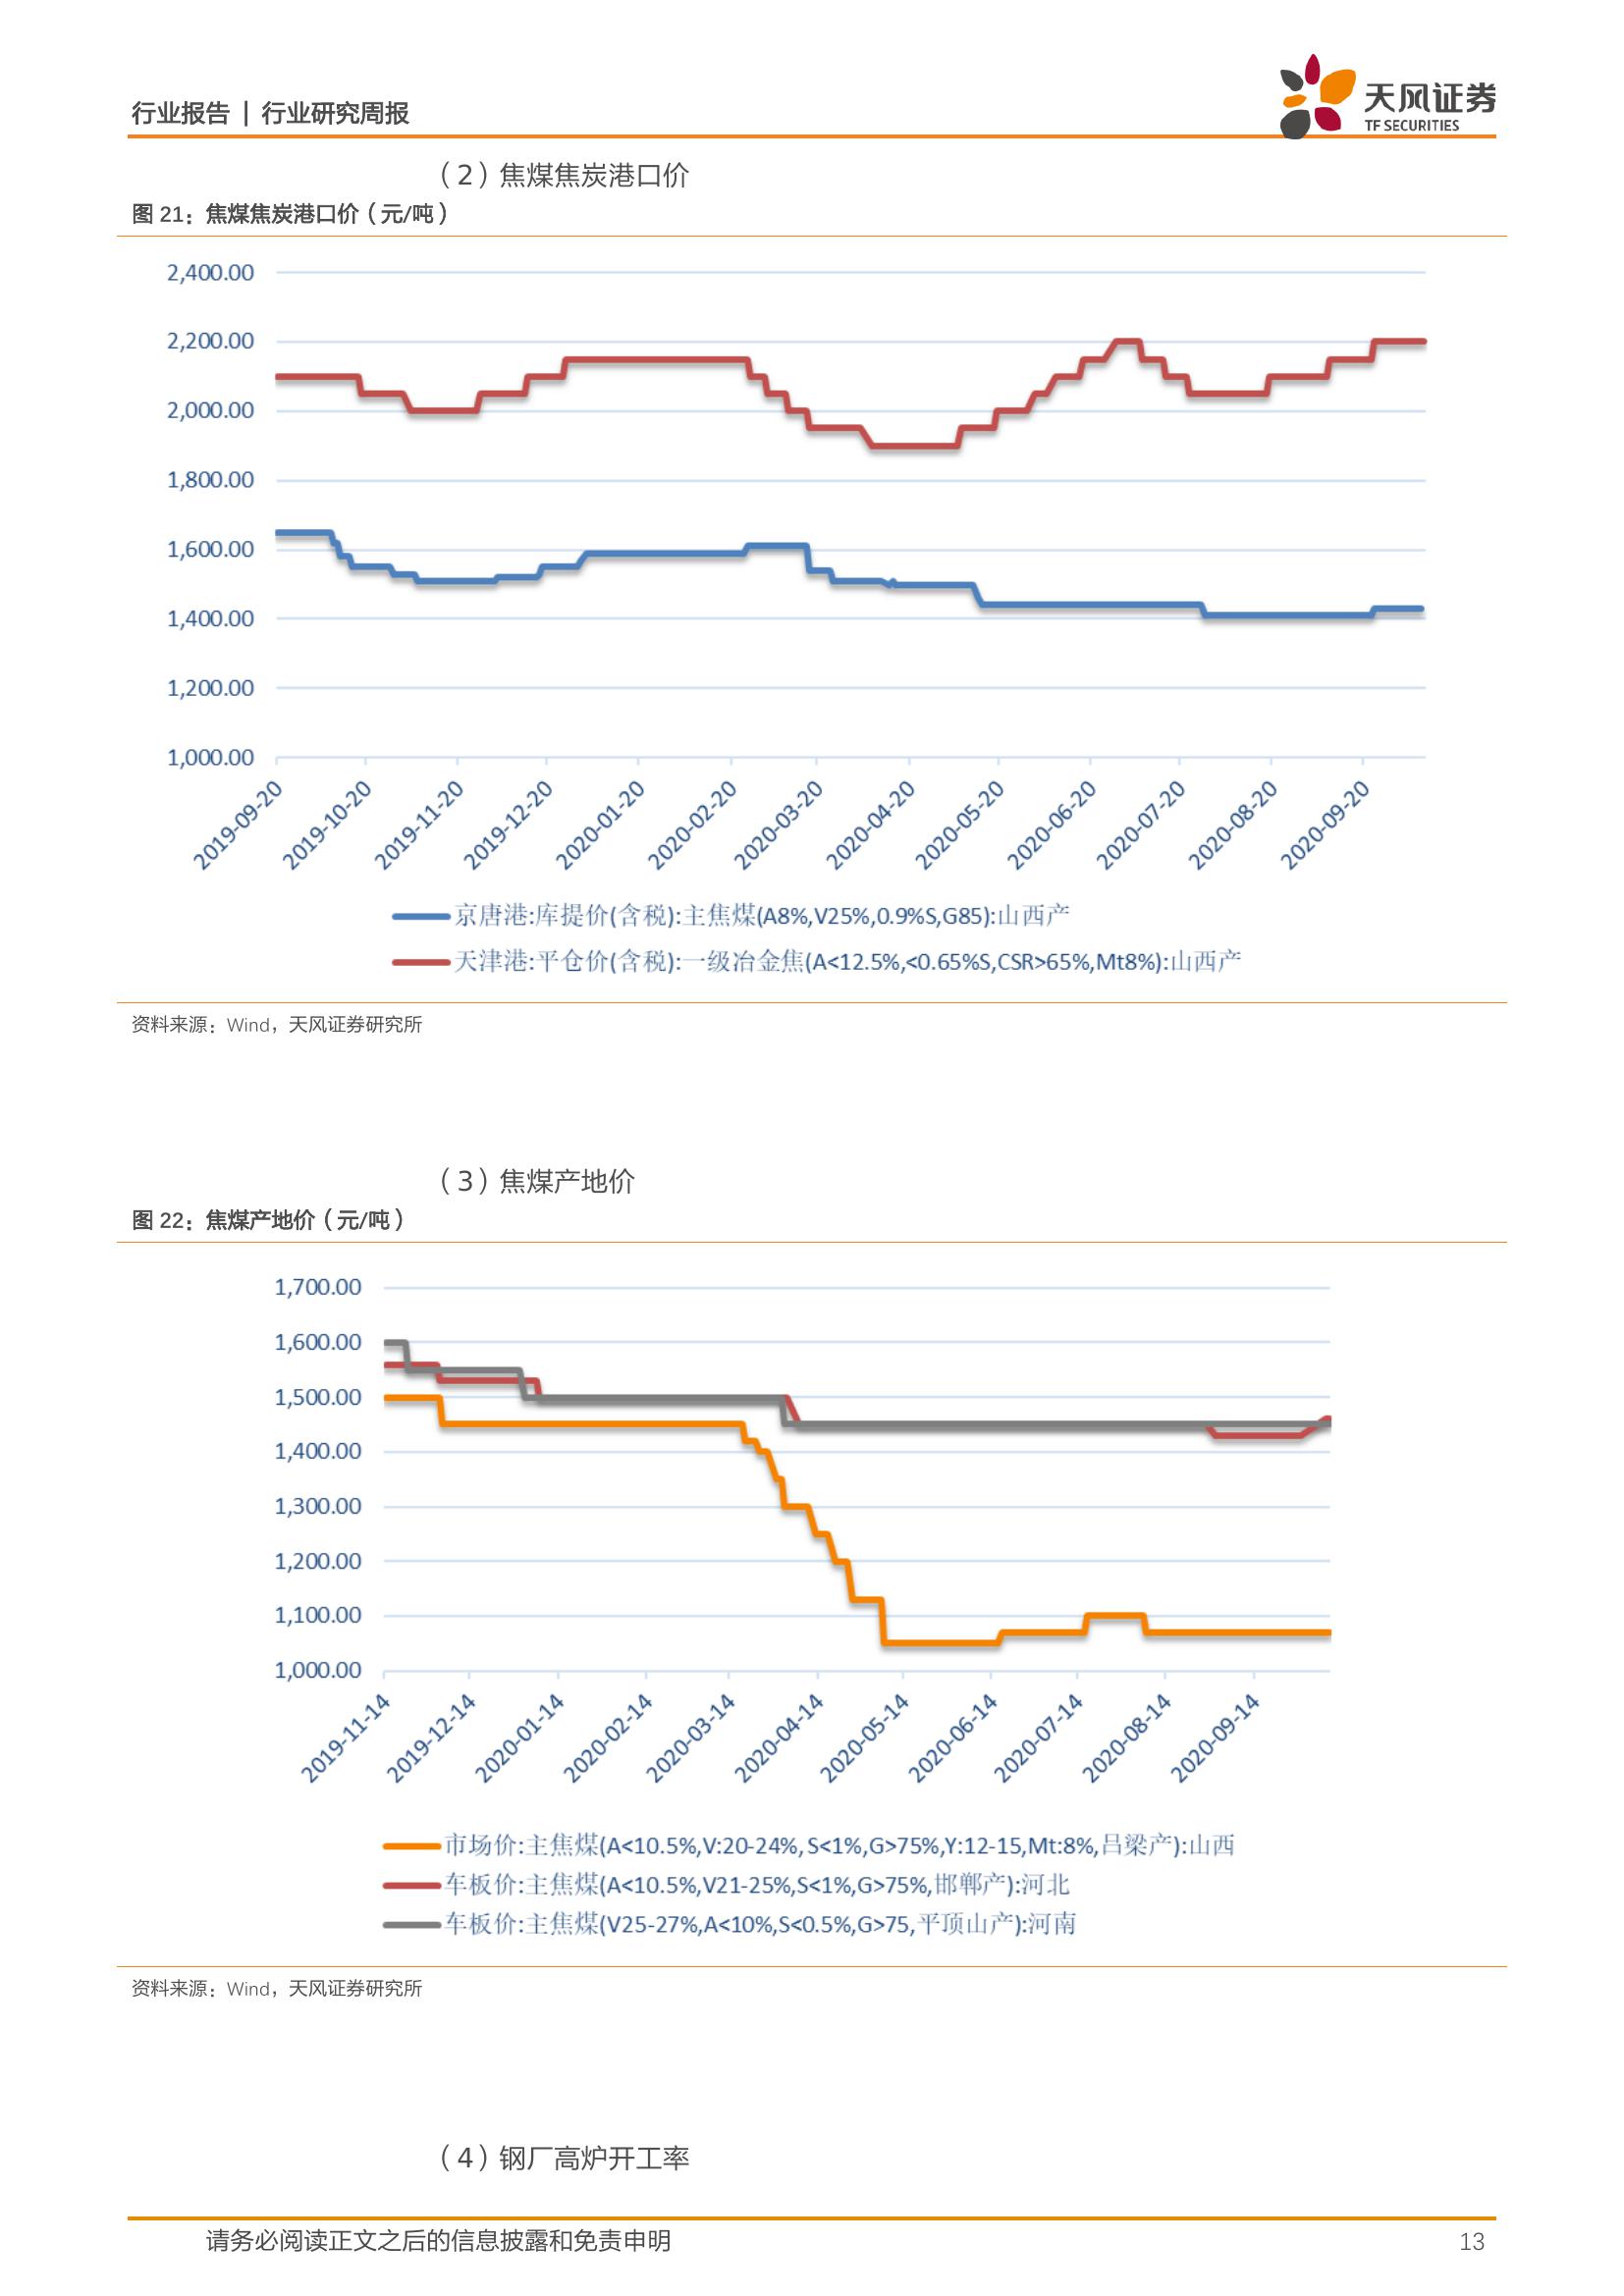 行业报告 | 行业研究周报
天风证券
TF SECURITIES
（2）焦煤焦炭港口价
图 21：焦煤焦炭港口价（元/吨）
2,400.00
2,200.00
2,000.00
1,800.00
1,600.00
1,400.00
1,200.00
1,000.00
2019-09-20
2019-10-20
2019-11-20
2019-12-20
2020-01-20
2020-02-20
2020-03-20
2020-04-20
2020-05-20
2020-06-20
2020-07-20
2020-08-20
2020-09-20
京唐港:库提价(含税):主焦煤(A8%,V25%,0.9%S,G85):山西产
天津港:平仓价(含税):一级冶金焦(A<12.5%,<0.65%S,CSR>65%,Mt8%):山西产
资料来源：Wind，天风证券研究所
（3）焦煤产地价
图 22：焦煤产地价（元/吨）
1,700.00
1,600.00
1,500.00
1,400.00
1,300.00
1,200.00
1,100.00
1,000.00
2019-11-14
2019-12-14
2020-01-14
2020-02-14
2020-03-14
2020-04-14
2020-05-14
2020-06-14
2020-07-14
2020-08-14
2020-09-14
市场价:主焦煤(A<10.5%,V:20-24%,S<1%,G>75%,Y:12-15,Mt:8%,吕梁产):山西
车板价:主焦煤(A<10.5%,V21-25%,S<1%,G>75%,邯郸产):河北
车板价:主焦煤(V25-27%,A<10%,S<0.5%,G>75,平顶山产):河南
资料来源：Wind，天风证券研究所
（4）钢厂高炉开工率
请务必阅读正文之后的信息披露和免责申明
13